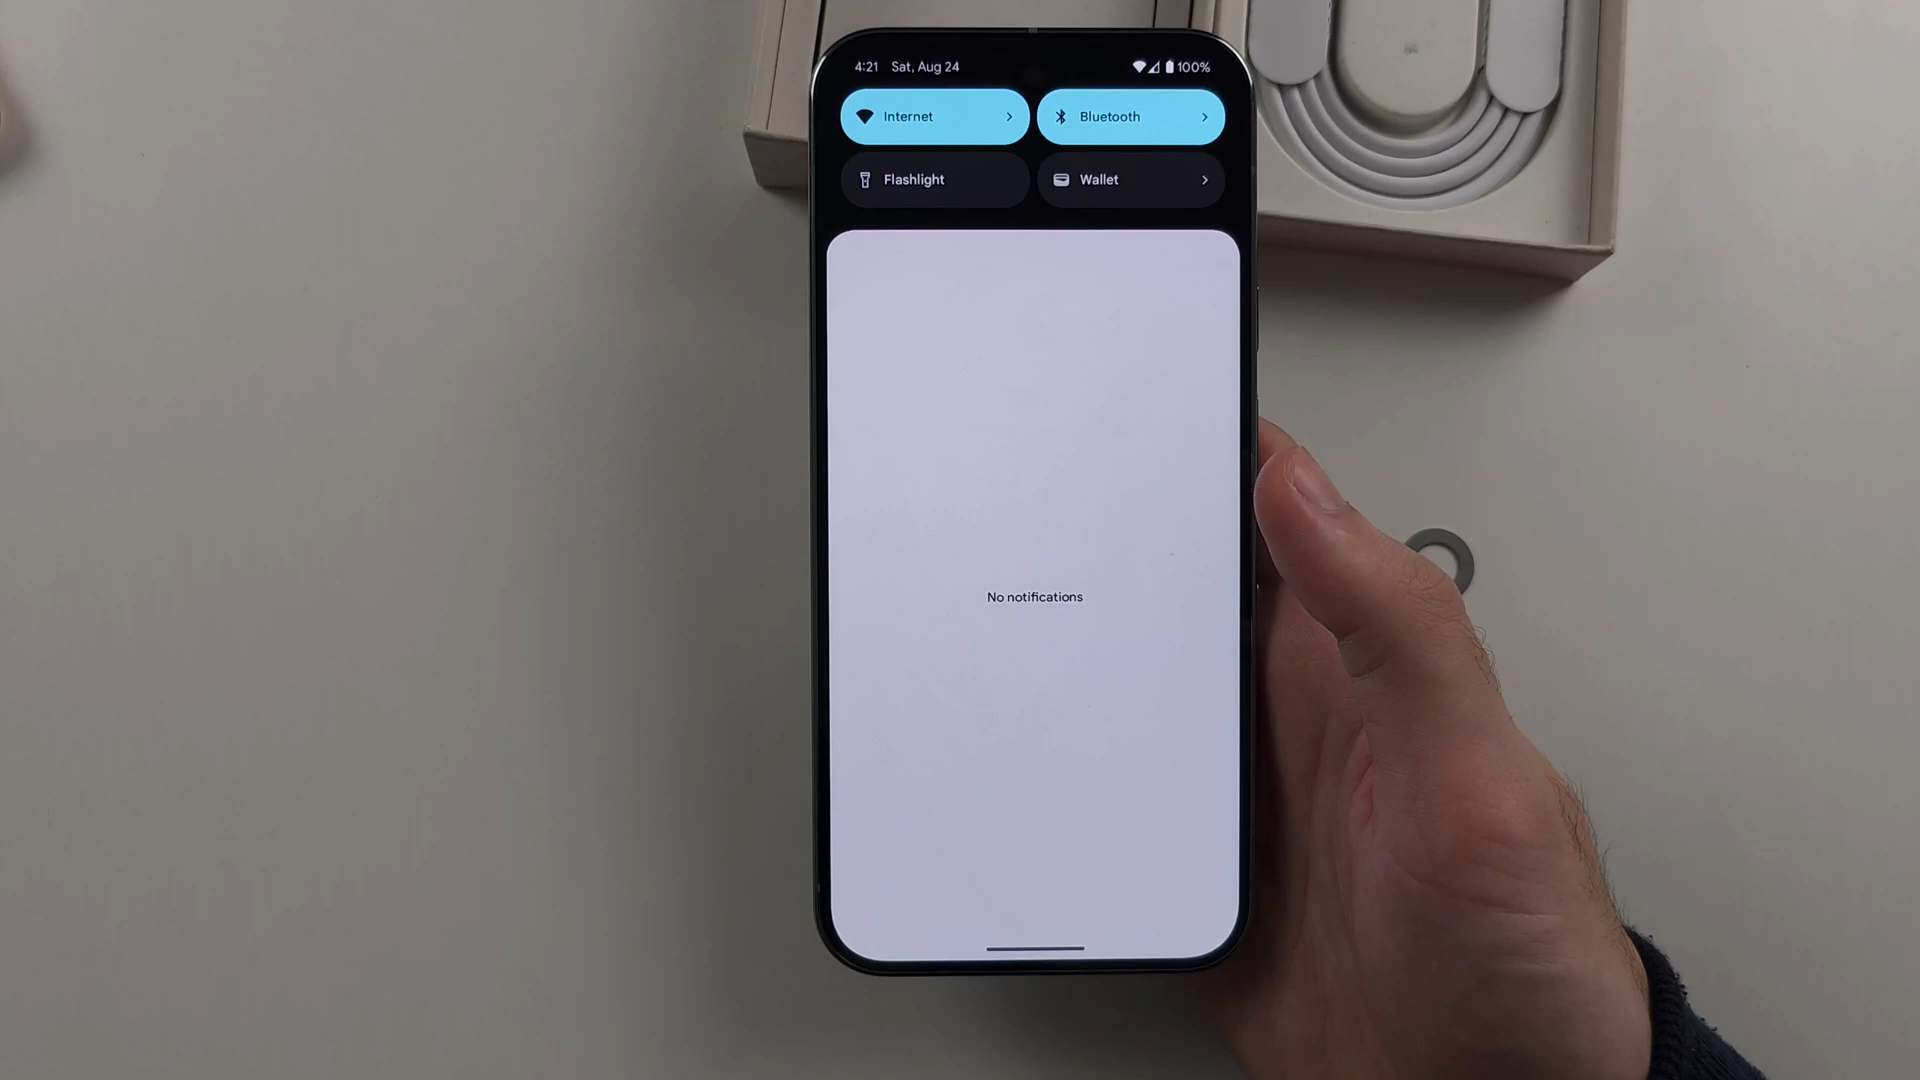 4:21 Sat, Aug 24 100%
Internet Bluetooth
Flashlight Wallet
No notifications